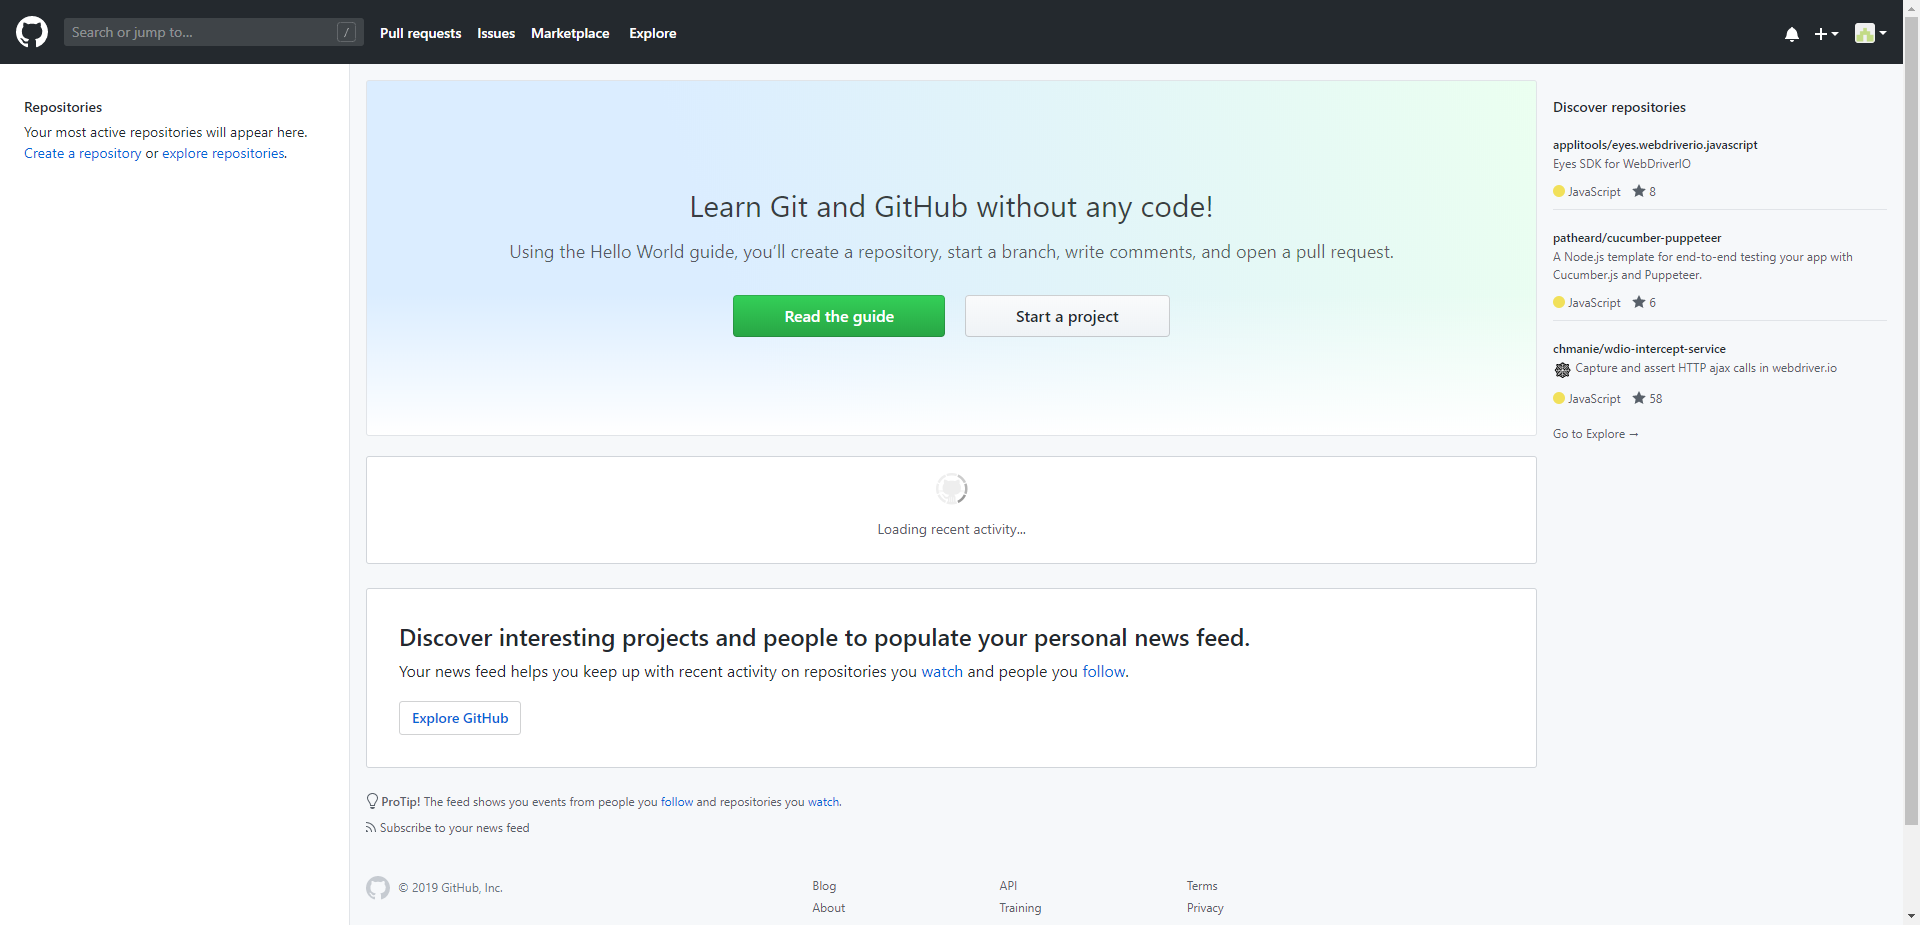 Search or jump to...
/
Pull requests
Issues
Marketplace
Explore
Repositories
Your most active repositories will appear here.
Create a repository or explore repositories.
Learn Git and GitHub without any code!
Using the Hello World guide, you’ll create a repository, start a branch, write comments, and open a pull request.
Read the guide
Start a project
Loading recent activity...
Discover interesting projects and people to populate your personal news feed.
Your news feed helps you keep up with recent activity on repositories you watch and people you follow.
Explore GitHub
ProTip! The feed shows you events from people you follow and repositories you watch.
Subscribe to your news feed
Discover repositories
applitools/eyes.webdriverio.javascript
Eyes SDK for WebDriverIO
JavaScript 8
patheard/cucumber-puppeteer
A Node.js template for end-to-end testing your app with
Cucumber.js and Puppeteer.
JavaScript 6
chmanie/wdio-intercept-service
Capture and assert HTTP ajax calls in webdriver.io
JavaScript 58
Go to Explore →
© 2019 GitHub, Inc.
Blog
About
API
Training
Terms
Privacy